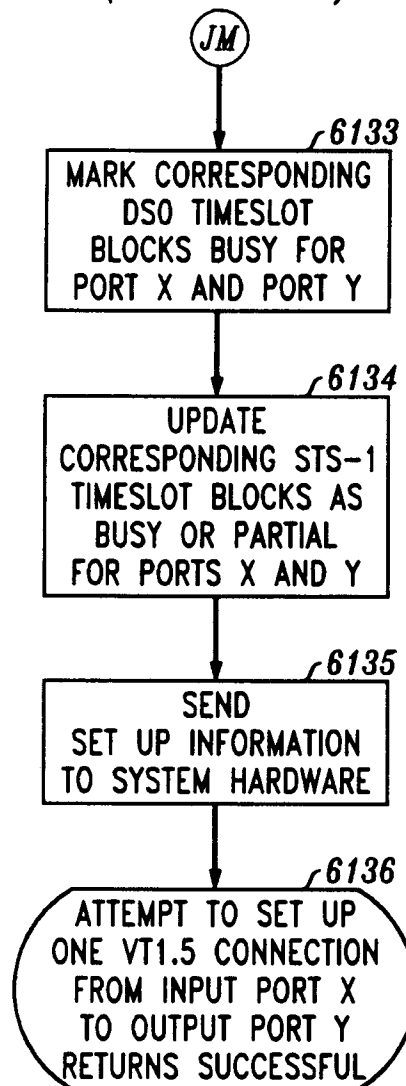 JM
6133
MARK CORRESPONDING
DS0 TIMESLOT
BLOCKS BUSY FOR
PORT X AND PORT Y
6134
UPDATE
CORRESPONDING STS-1
TIMESLOT BLOCKS AS
BUSY OR PARTIAL
FOR PORTS X AND Y
6135
SEND
SET UP INFORMATION
TO SYSTEM HARDWARE
6136
ATTEMPT TO SET UP
ONE VT1.5 CONNECTION
FROM INPUT PORT X
TO OUTPUT PORT Y
RETURNS SUCCESSFUL